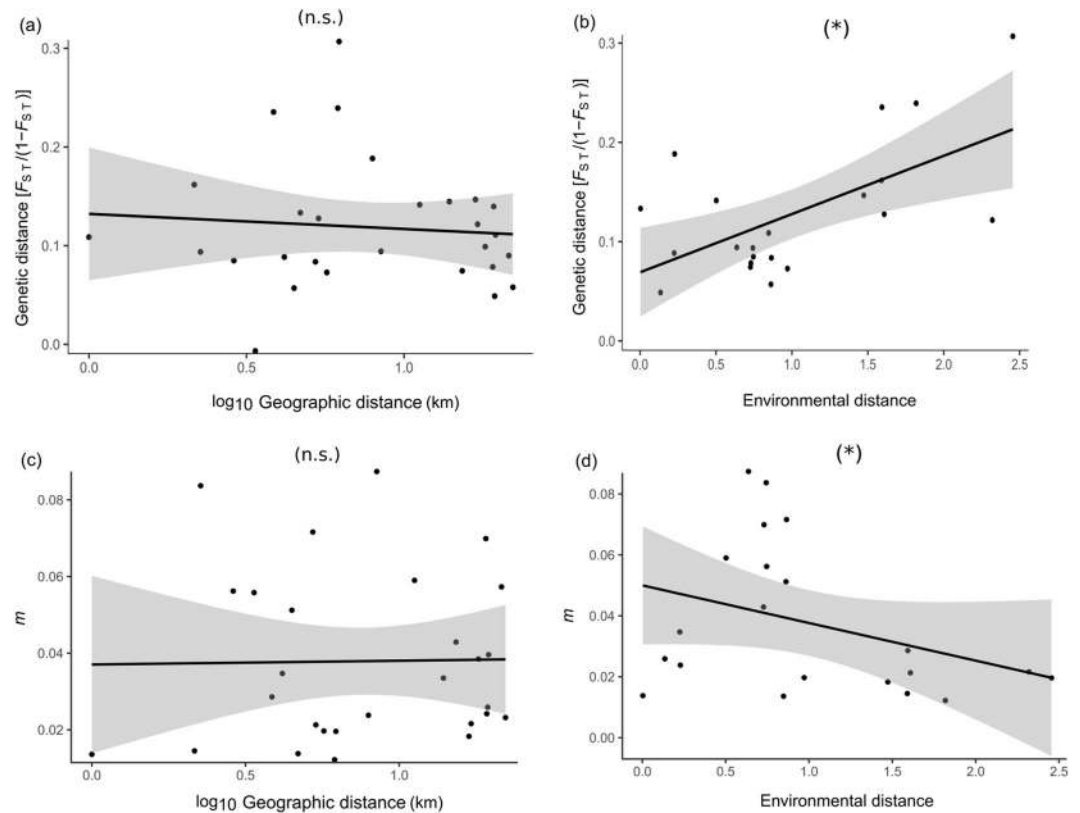 (a)
(n.s.)
Genetic distance [FST/(1−FST)]
0.3
0.2
0.1
0.0
0.0
0.5
1.0
log10 Geographic distance (km)
(b)
(*)
Genetic distance [FST/(1−FST)]
0.3
0.2
0.1
0.0
0.0
0.5
1.0
1.5
2.0
2.5
Environmental distance
(c)
(n.s.)
m
0.08
0.06
0.04
0.02
0.0
0.5
1.0
log10 Geographic distance (km)
(d)
(*)
m
0.08
0.06
0.04
0.02
0.00
0.0
0.5
1.0
1.5
2.0
2.5
Environmental distance